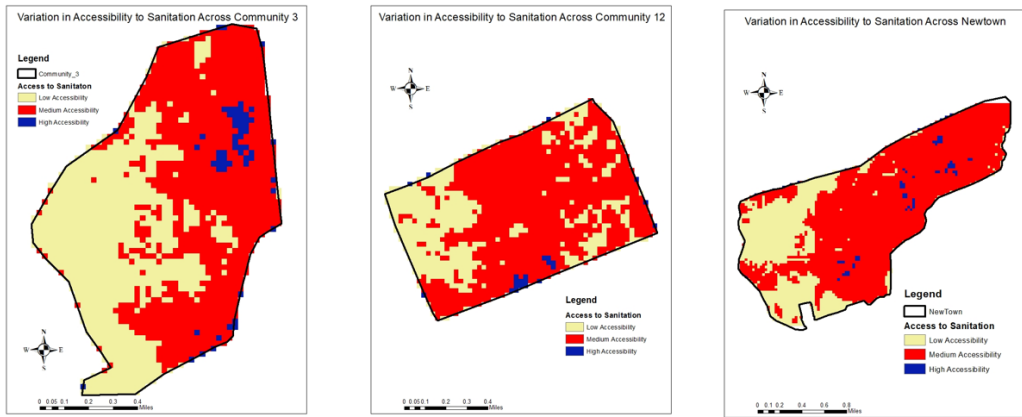 Variation in Accessibility to Sanitation Across Community 3
Legend
Community_3
Access to Sanitaton
Low Accessibility
Medium Accessibility
High Accessibility
N
W E
S
0 0.05 0.1 0.2 0.3 0.4
Miles
Variation in Accessibility to Sanitation Across Community 12
N
W E
S
Legend
Access to Sanitation
Low Accessibility
Medium Accessibility
High Accessibility
0 0.05 0.1 0.2 0.3 0.4
Miles
Variation in Accessibility to Sanitation Across Newtown
N
W E
S
Legend
NewTown
Access to Sanitation
Low Accessibility
Medium Accessibility
High Accessibility
0 0.1 0.2 0.4 0.6 0.8
Miles